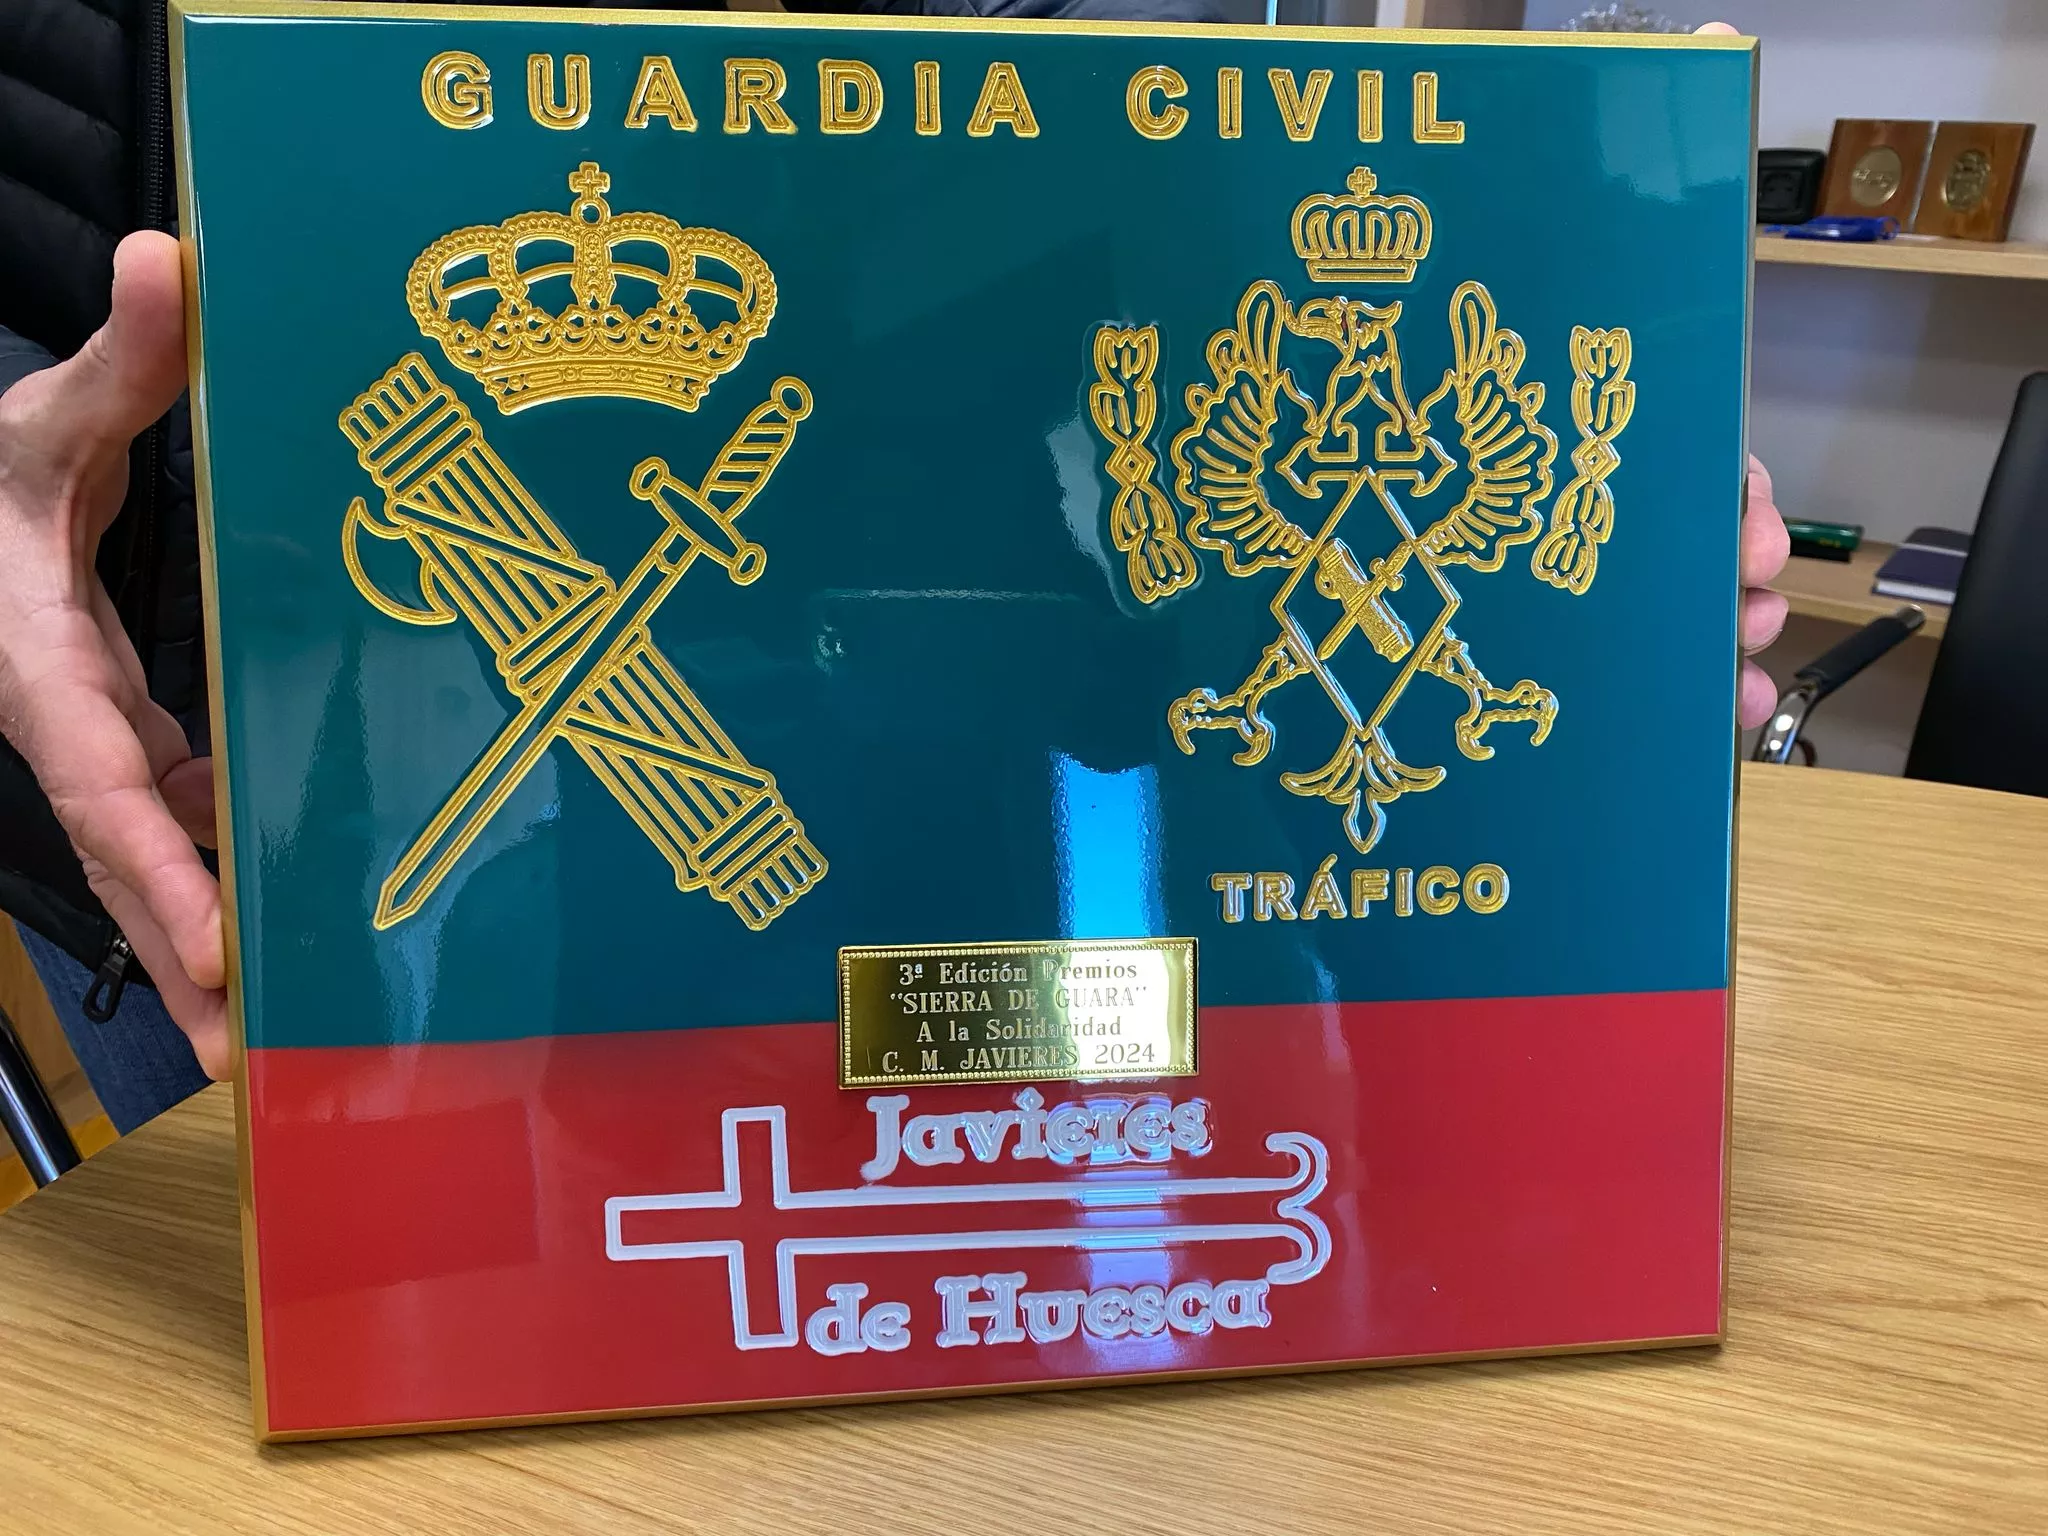 GUARDIA CIVIL
TRÁFICO
3ª Edición Premios
"SIERRA DE GUARA"
A la Solidaridad
C. M. JAVIERES 2024
Javieres
de Huesca